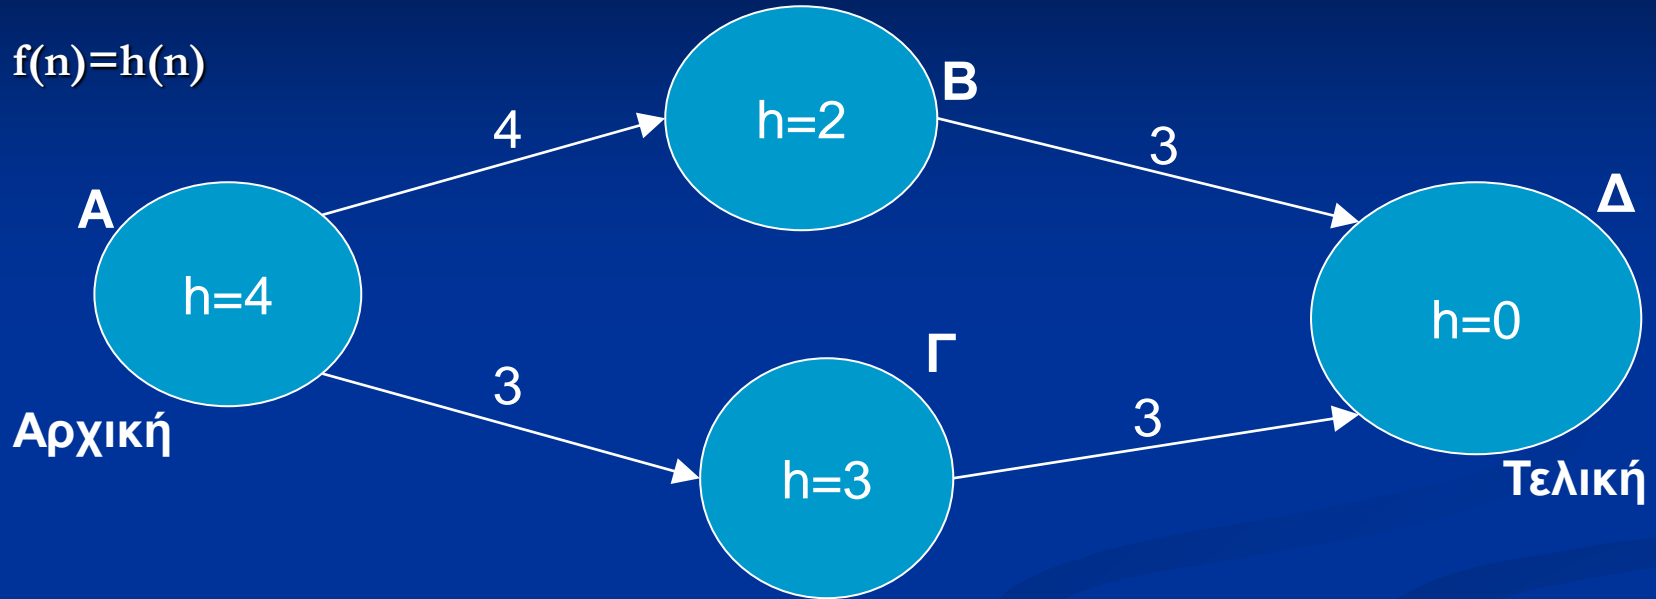 f(n)=h(n)
Α
h=4
Αρχική
4
3
Β
h=2
Γ
h=3
3
3
Δ
h=0
Τελική